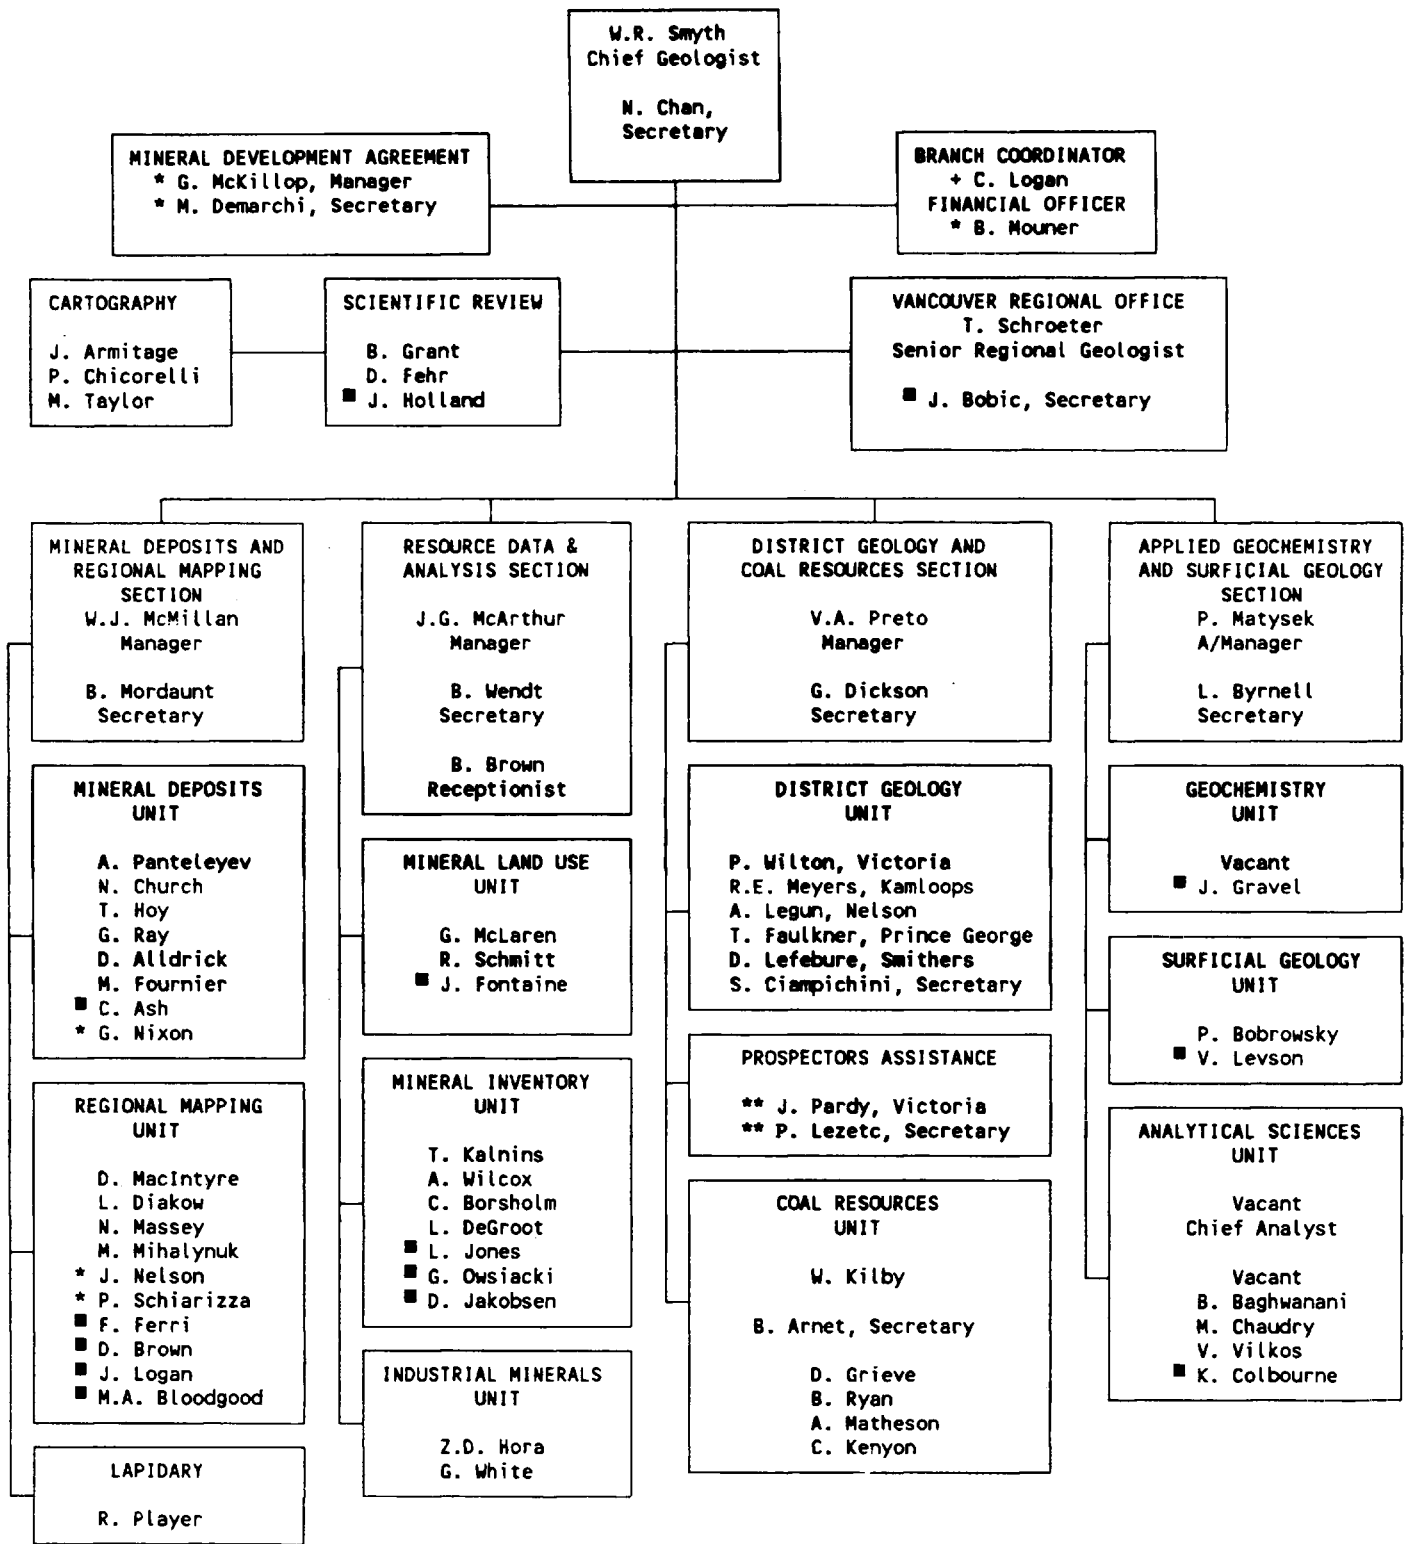 W.R. Smyth
Chief Geologist
N. Chan,
Secretary
MINERAL DEVELOPMENT AGREEMENT
* G. McKillop, Manager
* M. Demarchi, Secretary
BRANCH COORDINATOR
+ C. Logan
FINANCIAL OFFICER
* B. Mouner
CARTOGRAPHY
J. Armitage
P. Chicorelli
M. Taylor
SCIENTIFIC REVIEW
B. Grant
D. Fehr
■ J. Holland
VANCOUVER REGIONAL OFFICE
T. Schroeter
Senior Regional Geologist
■ J. Bobic, Secretary
MINERAL DEPOSITS AND
REGIONAL MAPPING
SECTION
W.J. McMillan
Manager
B. Mordaunt
Secretary
MINERAL DEPOSITS
UNIT
A. Panteleyev
N. Church
T. Hoy
G. Ray
D. Alldrick
M. Fournier
■ C. Ash
* G. Nixon
REGIONAL MAPPING
UNIT
D. MacIntyre
L. Diakow
N. Massey
M. Mihalynuk
* J. Nelson
* P. Schiarizza
■ F. Ferri
■ D. Brown
■ J. Logan
■ M.A. Bloodgood
LAPIDARY
R. Player
RESOURCE DATA &
ANALYSIS SECTION
J.G. McArthur
Manager
B. Wendt
Secretary
B. Brown
Receptionist
MINERAL LAND USE
UNIT
G. McLaren
R. Schmitt
■ J. Fontaine
MINERAL INVENTORY
UNIT
T. Kalnins
A. Wilcox
C. Borsholm
L. DeGroot
■ L. Jones
■ G. Owsiacki
■ D. Jakobsen
INDUSTRIAL MINERALS
UNIT
Z.D. Hora
G. White
DISTRICT GEOLOGY AND
COAL RESOURCES SECTION
V.A. Preto
Manager
G. Dickson
Secretary
DISTRICT GEOLOGY
UNIT
P. Wilton, Victoria
R.E. Meyers, Kamloops
A. Legun, Nelson
T. Faulkner, Prince George
D. Lefebure, Smithers
S. Ciampichini, Secretary
PROSPECTORS ASSISTANCE
** J. Pardy, Victoria
** P. Lezetc, Secretary
COAL RESOURCES
UNIT
W. Kilby
B. Arnet, Secretary
D. Grieve
B. Ryan
A. Matheson
C. Kenyon
APPLIED GEOCHEMISTRY
AND SURFICIAL GEOLOGY
SECTION
P. Matysek
A/Manager
L. Byrnell
Secretary
GEOCHEMISTRY
UNIT
Vacant
■ J. Gravel
SURFICIAL GEOLOGY
UNIT
P. Bobrowsky
■ V. Levson
ANALYTICAL SCIENCES
UNIT
Vacant
Chief Analyst
Vacant
B. Baghwanani
M. Chaudry
V. Vilkos
■ K. Colbourne